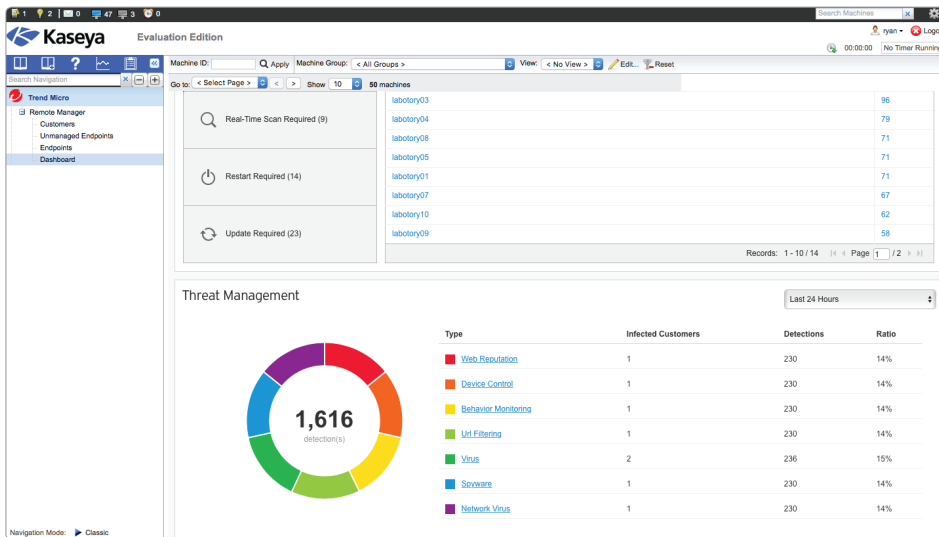 1 2 0 47 3 0 Search Machines
Kaseya Evaluation Edition ryan Logo
00:00:00 No Timer Running
Machine ID: Apply Machine Group: < All Groups > View: < No View > Edit... Reset
Search Navigation Go to: < Select Page > < > Show 10 50 machines
Trend Micro
Remote Manager
Customers
Unmanaged Endpoints
Endpoints
Dashboard
Real-Time Scan Required (9)
Restart Required (14)
Update Required (23)
labotory03 96
labotory04 79
labotory08 71
labotory05 71
labotory01 71
labotory07 67
labotory10 62
labotory09 58
Records: 1 - 10 / 14 Page 1 / 2
Threat Management
Last 24 Hours
1,616
detection(s)
Type Infected Customers Detections Ratio
Web Reputation 1 230 14%
Device Control 1 230 14%
Behavior Monitoring 1 230 14%
Url Filtering 1 230 14%
Virus 2 236 15%
Spyware 1 230 14%
Network Virus 1 230 14%
Navigation Mode: Classic